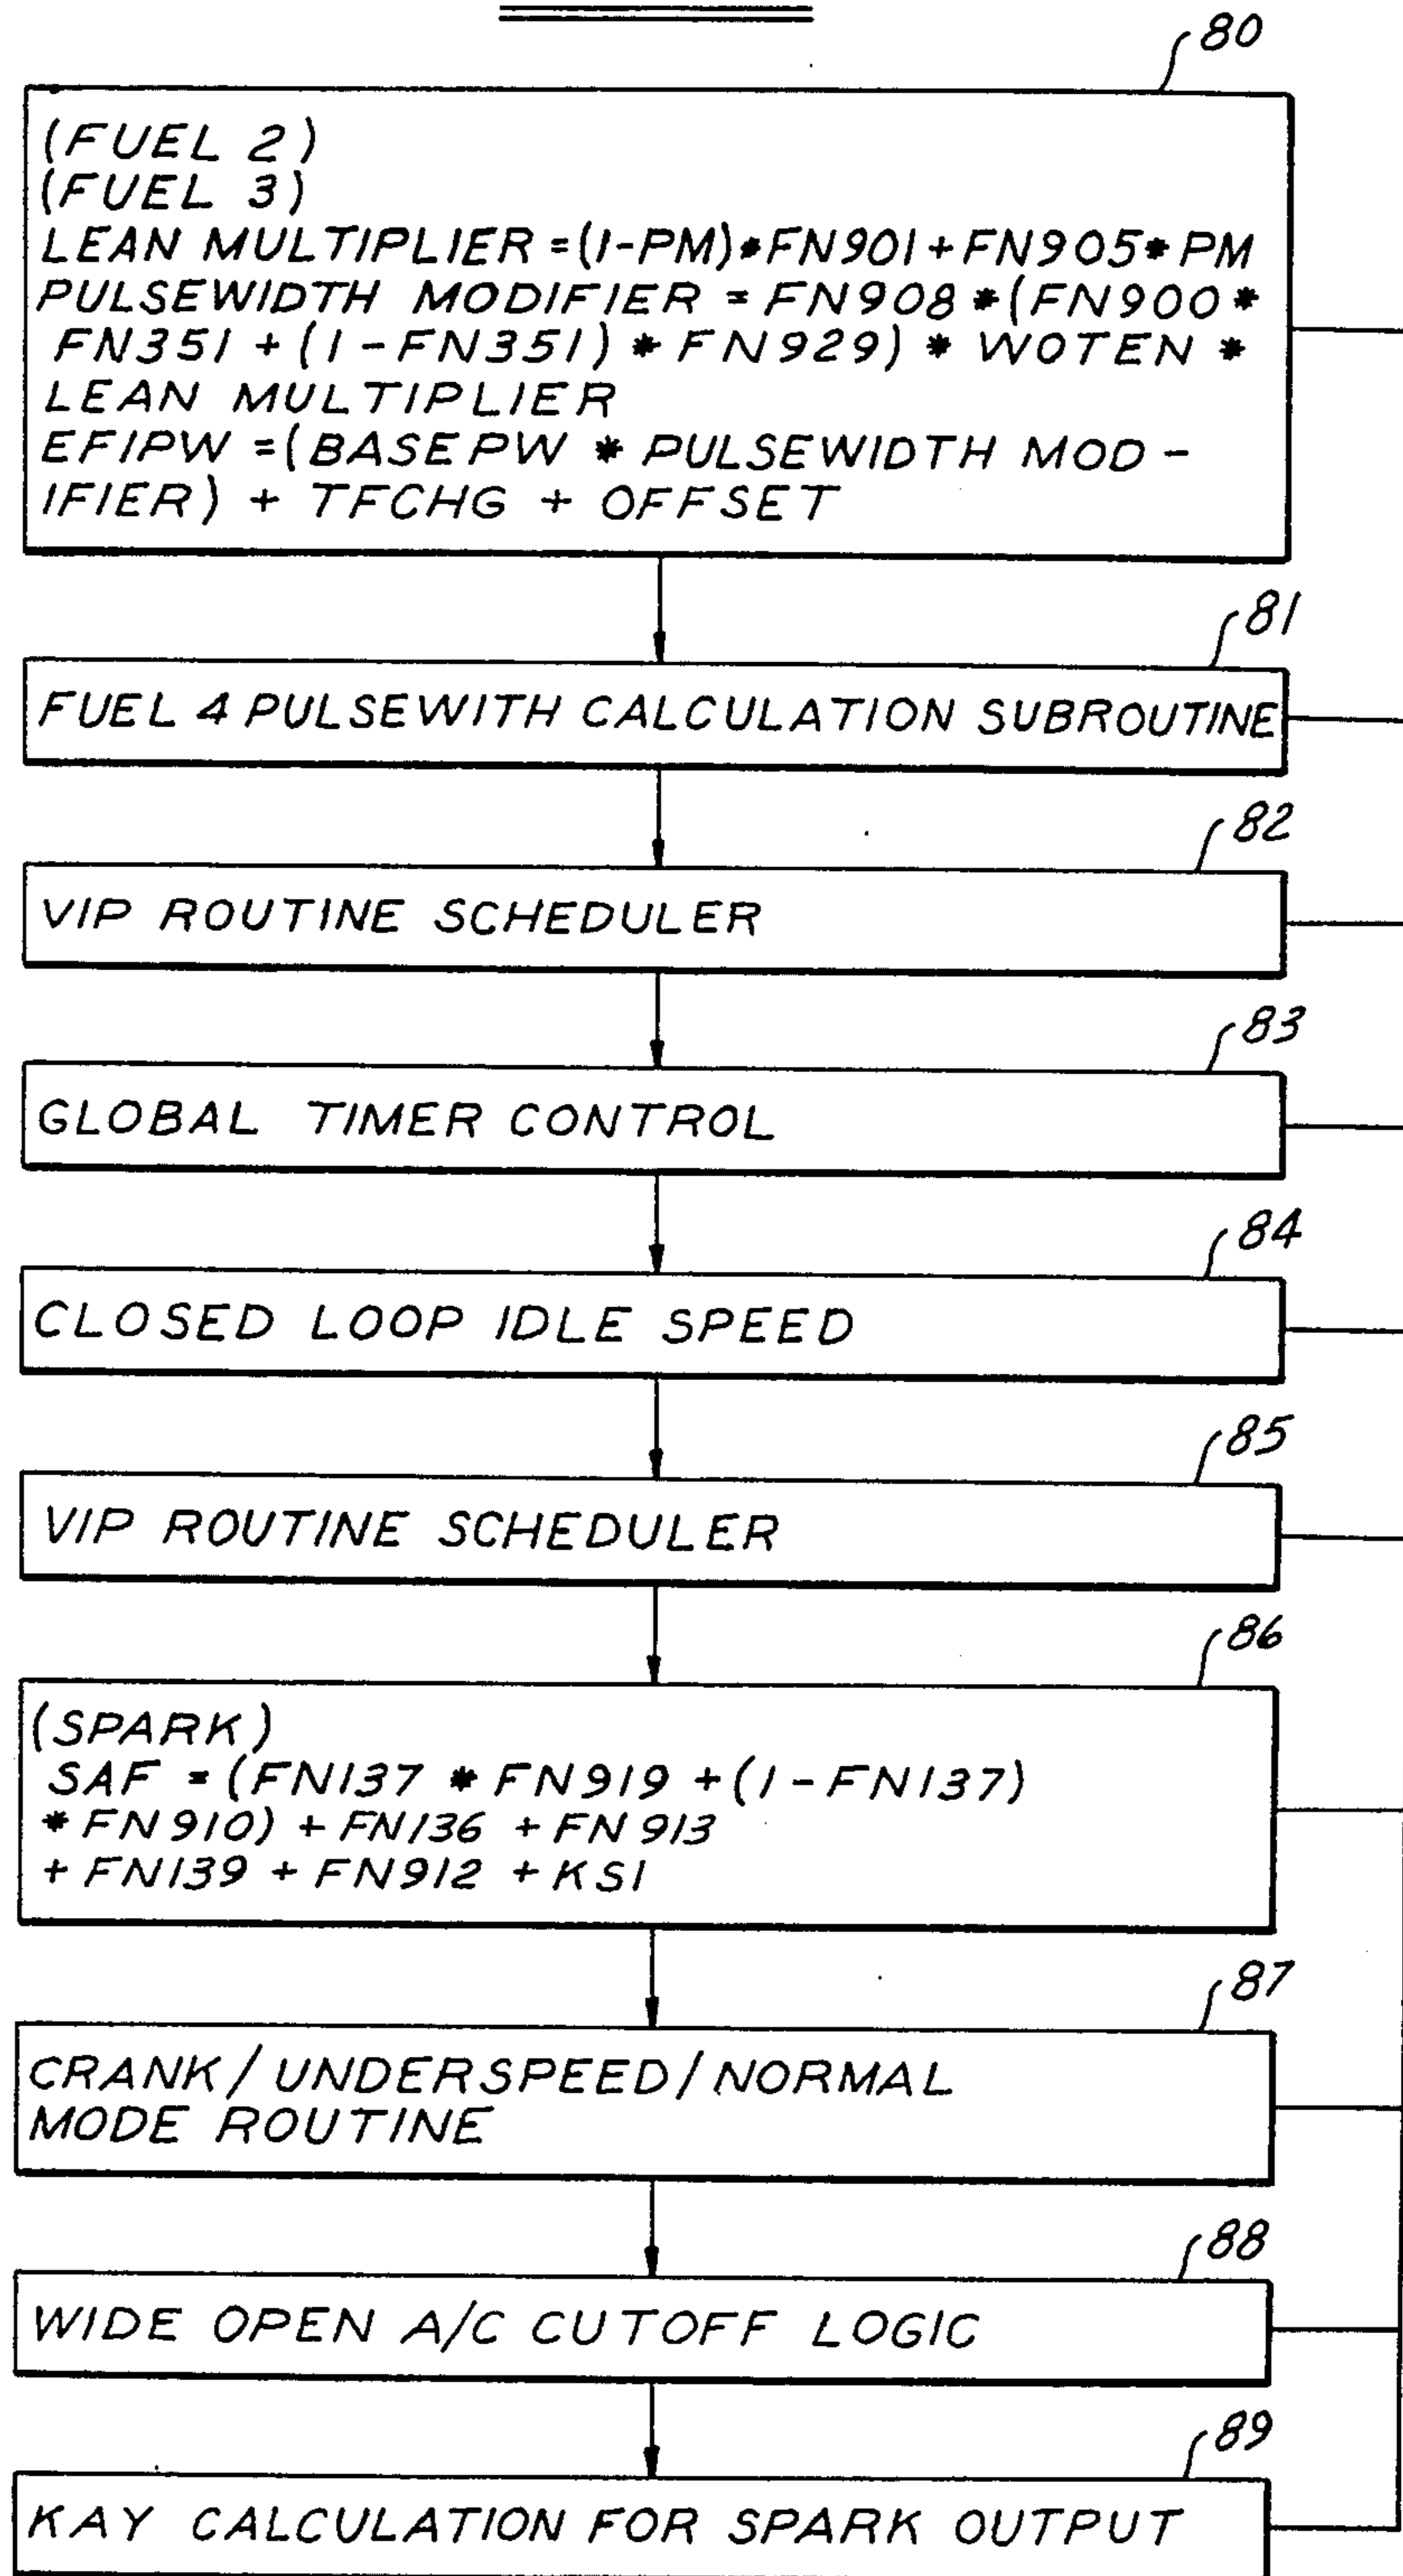 80
(FUEL 2)
(FUEL 3)
LEAN MULTIPLIER = (1-PM)*FN901+FN905*PM
PULSEWIDTH MODIFIER = FN908*(FN900*
FN351 + (1-FN351) * FN929) * WOTEN *
LEAN MULTIPLIER
EFIPW =(BASEPW * PULSEWIDTH MOD-
IFIER) + TFCHG + OFFSET
81
FUEL 4 PULSEWITH CALCULATION SUBROUTINE
82
VIP ROUTINE SCHEDULER
83
GLOBAL TIMER CONTROL
84
CLOSED LOOP IDLE SPEED
85
VIP ROUTINE SCHEDULER
86
(SPARK)
SAF = (FN137 * FN919 + (1-FN137)
* FN910) + FN136 + FN913
+ FN139 + FN912 + KS1
87
CRANK/UNDERSPEED/NORMAL
MODE ROUTINE
88
WIDE OPEN A/C CUTOFF LOGIC
89
KAY CALCULATION FOR SPARK OUTPUT